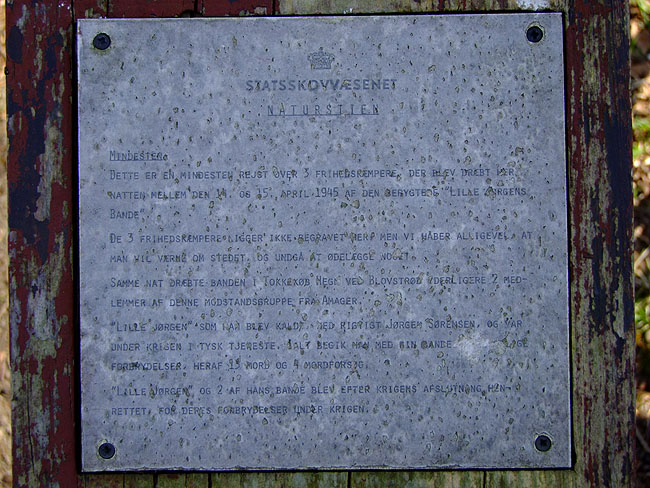 STATSSKOVVÆSENET
NATURSTIEN
MINDESTEN.
DETTE ER EN MINDESTEN REJST OVER 3 FRIHEDSKÆMPERE, DER BLEV DRÆBT HER
NATTEN MELLEM DEN 14. OG 15. APRIL 1945 AF DEN BERYGTEDE "LILLE JØRGENS
BANDE"
DE 3 FRIHEDSKÆMPERE LIGGER IKKE BEGRAVET HER, MEN VI HÅBER ALLIGEVEL, AT
MAN VIL VÆRNE OM STEDET, OG UNDGÅ AT ØDELÆGGE NOGET.
SAMME NAT DRÆBTE BANDEN I TOKKEKØB HEGN VED BLOVSTRØD YDERLIGERE 2 MED-
LEMMER AF DENNE MODSTANDSGRUPPE FRA AMAGER.
"LILLE JØRGEN" SOM HAN BLEV KALDT, HED RIGTIGT JØRGEN SØRENSEN, OG VAR
UNDER KRIGEN I TYSK TJENESTE. IALT BEGIK HAN MED SIN BANDE
FORBRYDELSER, HERAF 13 MORD OG 4 MORDFORSØG.
"LILLE JØRGEN" OG 2 AF HANS BANDE BLEV EFTER KRIGENS AFSLUTNING HEN-
RETTET, FOR DERES FORBRYDELSER UNDER KRIGEN.